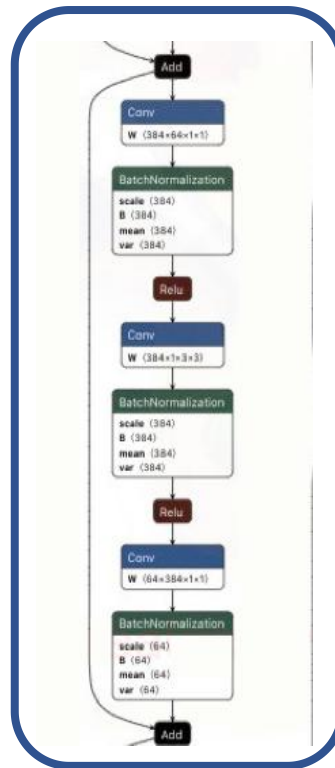 Add
Conv
W ⟨384×64×1×1⟩
BatchNormalization
scale ⟨384⟩
B ⟨384⟩
mean ⟨384⟩
var ⟨384⟩
Relu
Conv
W ⟨384×1×3×3⟩
BatchNormalization
scale ⟨384⟩
B ⟨384⟩
mean ⟨384⟩
var ⟨384⟩
Relu
Conv
W ⟨64×384×1×1⟩
BatchNormalization
scale ⟨64⟩
B ⟨64⟩
mean ⟨64⟩
var ⟨64⟩
Add